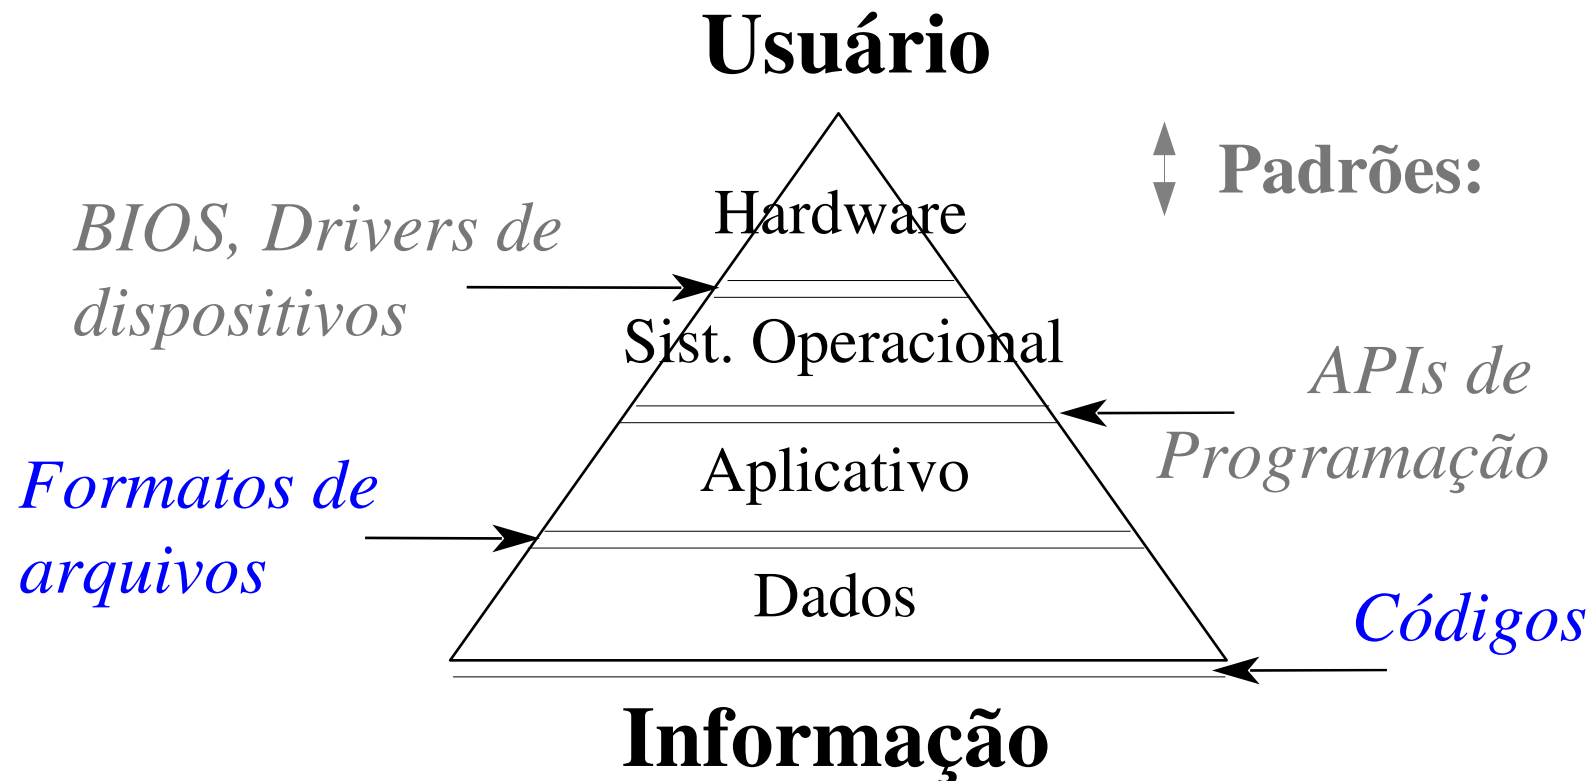 Usuário
Padrões:
Hardware
BIOS, Drivers de
dispositivos
Sist. Operacional
APIs de
Programação
Aplicativo
Formatos de
arquivos
Dados
Códigos
Informação